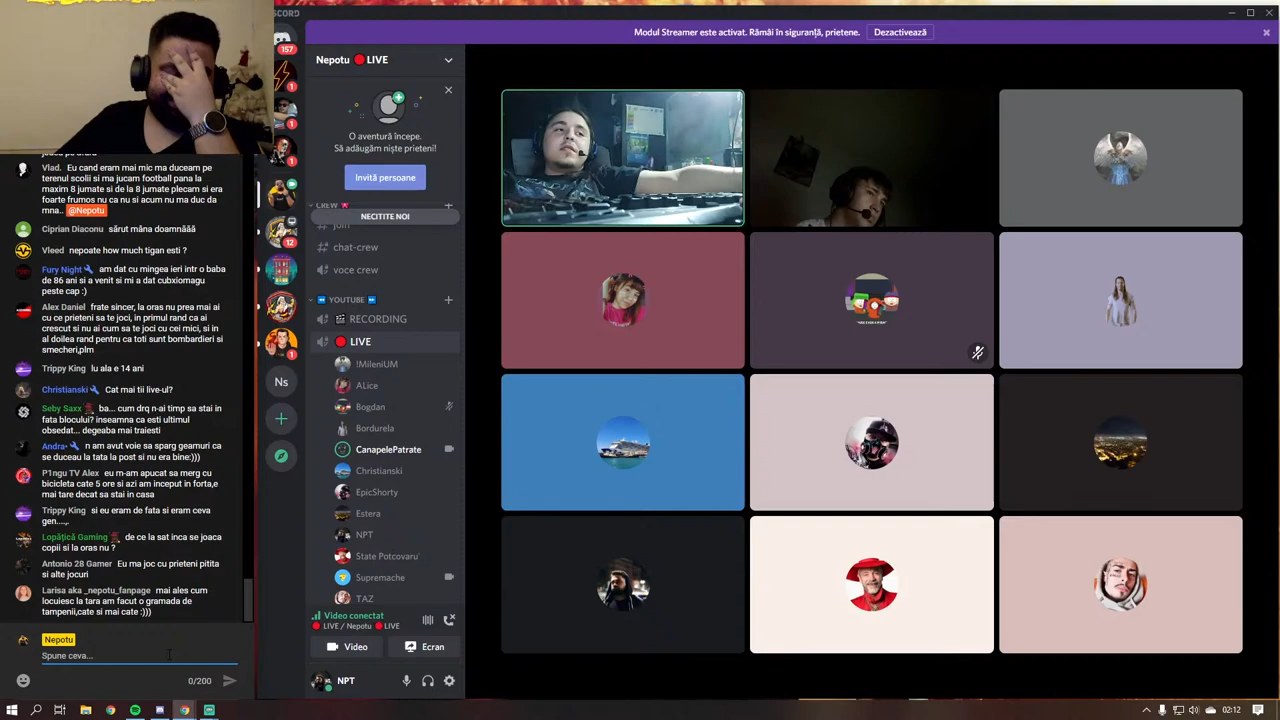 DISCORD
Modul Streamer este activat. Rămâi în siguranță, prietene.
Dezactivează
157
1
1
1
12
1
Ns
Nepotu 🔴 LIVE
O aventură începe.
Să adăugăm niște prieteni!
Invită persoane
CREW
NECITITE NOI
join
chat-crew
voce crew
YOUTUBE
RECORDING
LIVE
!MileniUM
ALice
Bogdan
Bordurela
CanapelePatrate
Christianski
EpicShorty
Estera
NPT
State Potcovaru'
Supremache
TAZ
Video conectat
LIVE / Nepotu 🔴 LIVE
Video
Ecran
NPT
Vlad. Eu cand eram mai mic ma duceam pe
terenul scolii si ma jucam football pana la
maxim 8 jumate si de la 8 jumate plecam si era
foarte frumos nu ca nu si acum nu ma duc da
mna.. @Nepotu
Ciprian Diaconu sărut mâna doamnăăă
Vleed nepoate how much tigan esti ?
Fury Night am dat cu mingea ieri intr o baba
de 86 ani si a venit si mi a dat cubxiomagu
peste cap :)
Alex Daniel frate sincer, la oras nu prea mai ai
cu ce prieteni sa te joci, in primul rand ca ai
crescut si nu ai cum sa te joci cu cei mici, si in
al doilea rand pentru ca toti sunt bombardieri si
smecheri,plm
Trippy King lu ala e 14 ani
Christianski Cat mai tii live-ul?
Seby Saxx ba... cum drq n-ai timp sa stai in
fata blocului? inseamna ca esti ultimul
obsedat.. degeaba mai traiesti
Andra• n am avut voie sa sparg geamuri ca
se duceau la tata la post si nu era bine:)))
P1ngu TV Alex eu m-am apucat sa merg cu
bicicleta cate 5 ore si azi am inceput in forta,e
mai tare decat sa stai in casa
Trippy King si eu eram de fata si eram ceva
gen....,.
Lopățică Gaming de ce la sat inca se joaca
copii si la oras nu ?
Antonio 28 Gamer Eu ma joc cu prieteni pitita
si alte jocuri
Larisa aka _nepotu_fanpage mai ales cum
locuiesc la tara am facut o gramada de
tampenii,cate si mai cate :)))
Nepotu
Spune ceva...
0/200
02:12